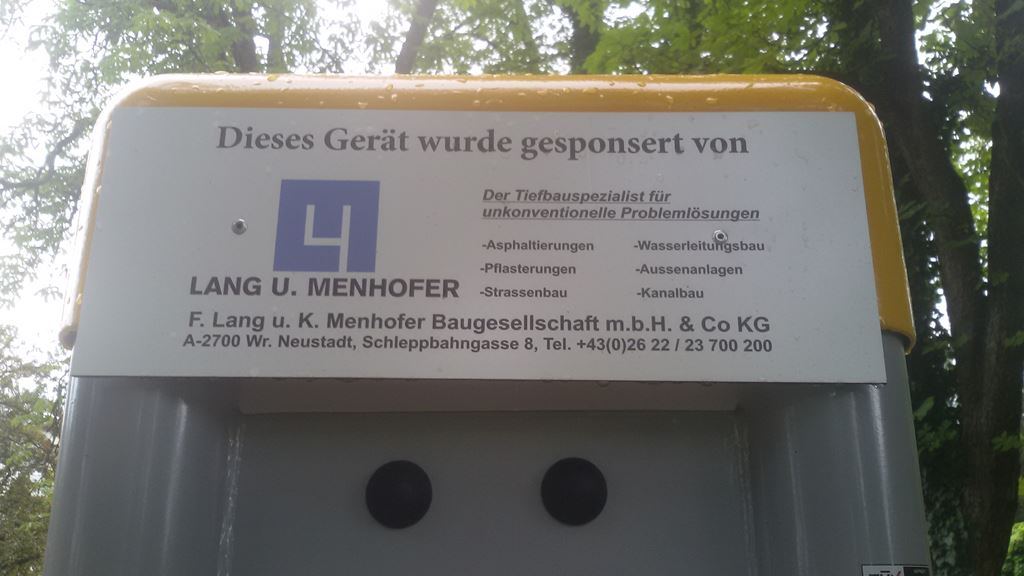 Dieses Gerät wurde gesponsert von
LANG U. MENHOFER
Der Tiefbauspezialist für
unkonventionelle Problemlösungen
-Asphaltierungen
-Pflasterungen
-Strassenbau
-Wasserleitungsbau
-Aussenanlagen
-Kanalbau
F. Lang u. K. Menhofer Baugesellschaft m.b.H. & Co KG
A-2700 Wr. Neustadt, Schleppbahngasse 8, Tel. +43(0)26 22 / 23 700 200